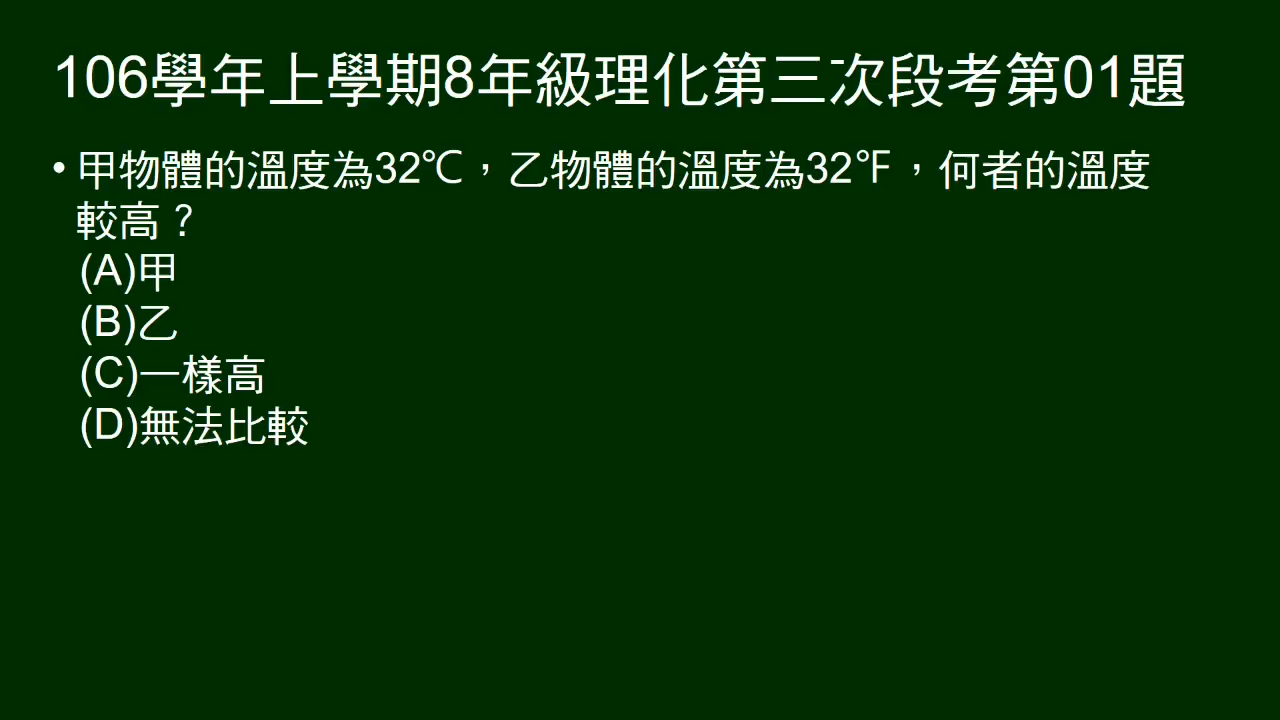 106學年上學期8年級理化第三次段考第01題
• 甲物體的溫度為32℃，乙物體的溫度為32℉，何者的溫度
較高？
(A)甲
(B)乙
(C)一樣高
(D)無法比較